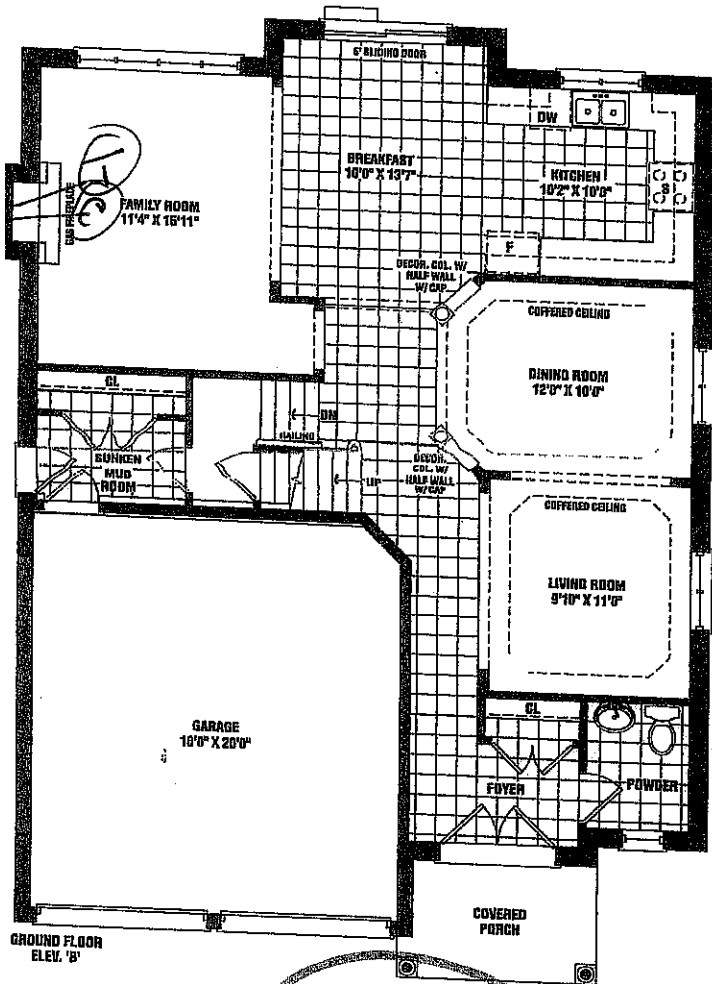 6' SLIDING DOOR
DW
BREAKFAST
10'0" X 13'7"
KITCHEN
10'2" X 10'0"
S
FAMILY ROOM
11'4" X 16'11"
GAS FIREPLACE
F
DECOR. COL. W/
HALF WALL
W/ CAP
COFFERED CEILING
DINING ROOM
12'0" X 10'0"
CL
DN
RAILING
SUNKEN
MUD
ROOM
UP
DECOR.
COL. W/
HALF WALL
W/ CAP
COFFERED CEILING
LIVING ROOM
9'10" X 11'0"
GARAGE
18'0" X 20'0"
CL
FOYER
POWDER
COVERED
PORCH
GROUND FLOOR
ELEV. 'B'